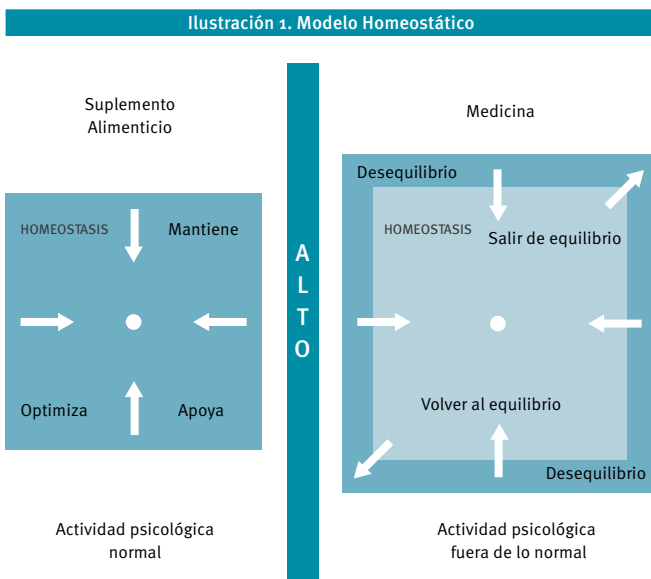 Ilustración 1. Modelo Homeostático
Suplemento
Alimenticio
HOMEOSTASIS
Mantiene
Optimiza
Apoya
Actividad psicológica
normal
A
L
T
O
Medicina
Desequilibrio
HOMEOSTASIS
Salir de equilibrio
Volver al equilibrio
Desequilibrio
Actividad psicológica
fuera de lo normal